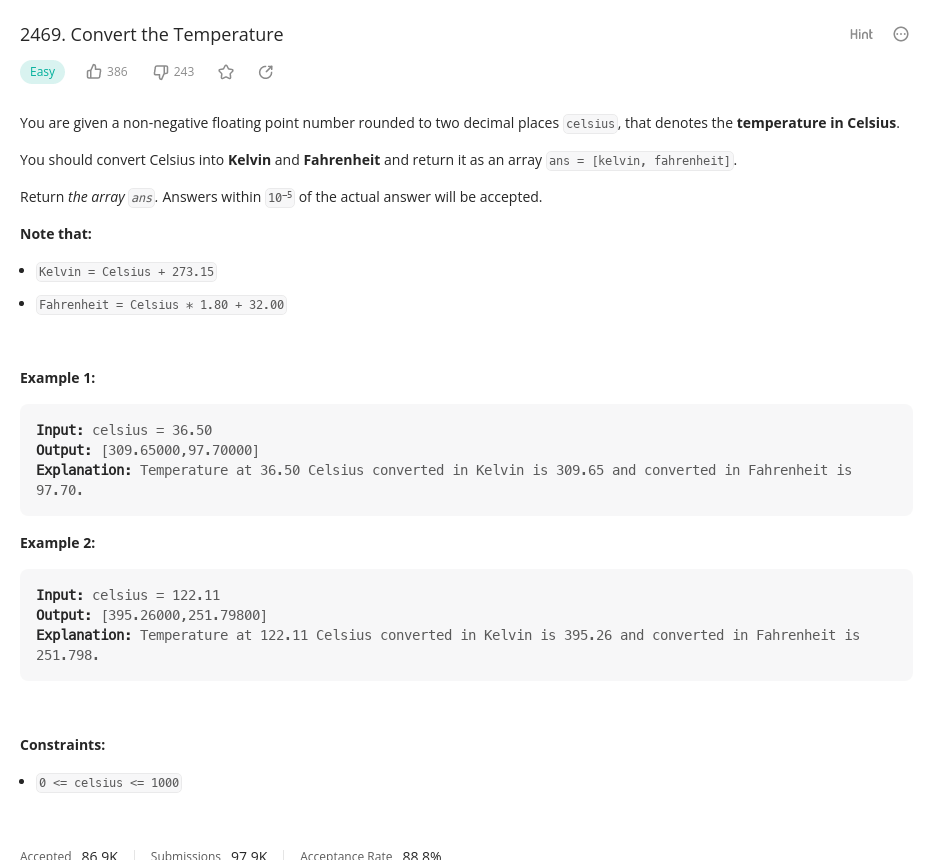 2469. Convert the Temperature
Hint
Easy 386 243
You are given a non-negative floating point number rounded to two decimal places celsius, that denotes the temperature in Celsius.
You should convert Celsius into Kelvin and Fahrenheit and return it as an array ans = [kelvin, fahrenheit].
Return the array ans. Answers within 10⁻⁵ of the actual answer will be accepted.
Note that:
• Kelvin = Celsius + 273.15
• Fahrenheit = Celsius * 1.80 + 32.00
Example 1:
Input: celsius = 36.50
Output: [309.65000,97.70000]
Explanation: Temperature at 36.50 Celsius converted in Kelvin is 309.65 and converted in Fahrenheit is
97.70.
Example 2:
Input: celsius = 122.11
Output: [395.26000,251.79800]
Explanation: Temperature at 122.11 Celsius converted in Kelvin is 395.26 and converted in Fahrenheit is
251.798.
Constraints:
• 0 <= celsius <= 1000
Accepted 86.9K Submissions 97.9K Acceptance Rate 88.8%